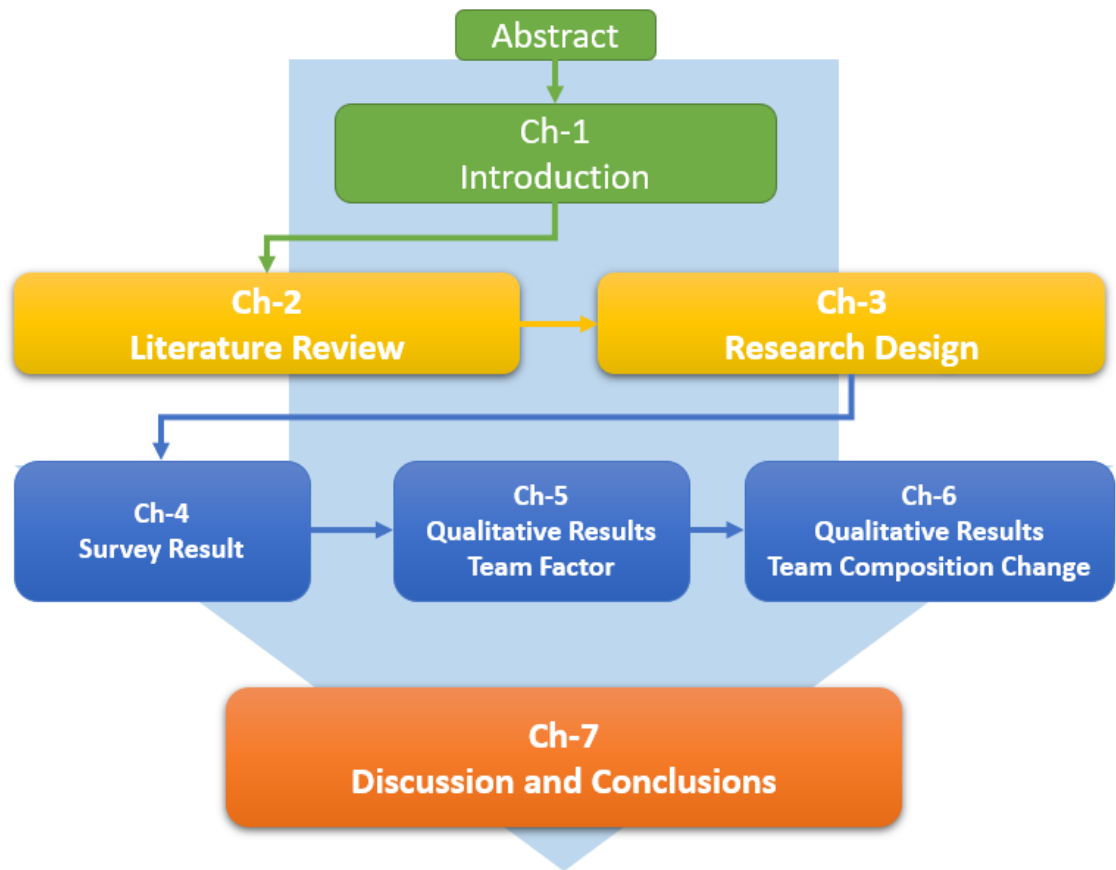 Abstract
Ch-1
Introduction
Ch-2
Literature Review
Ch-3
Research Design
Ch-4
Survey Result
Ch-5
Qualitative Results
Team Factor
Ch-6
Qualitative Results
Team Composition Change
Ch-7
Discussion and Conclusions